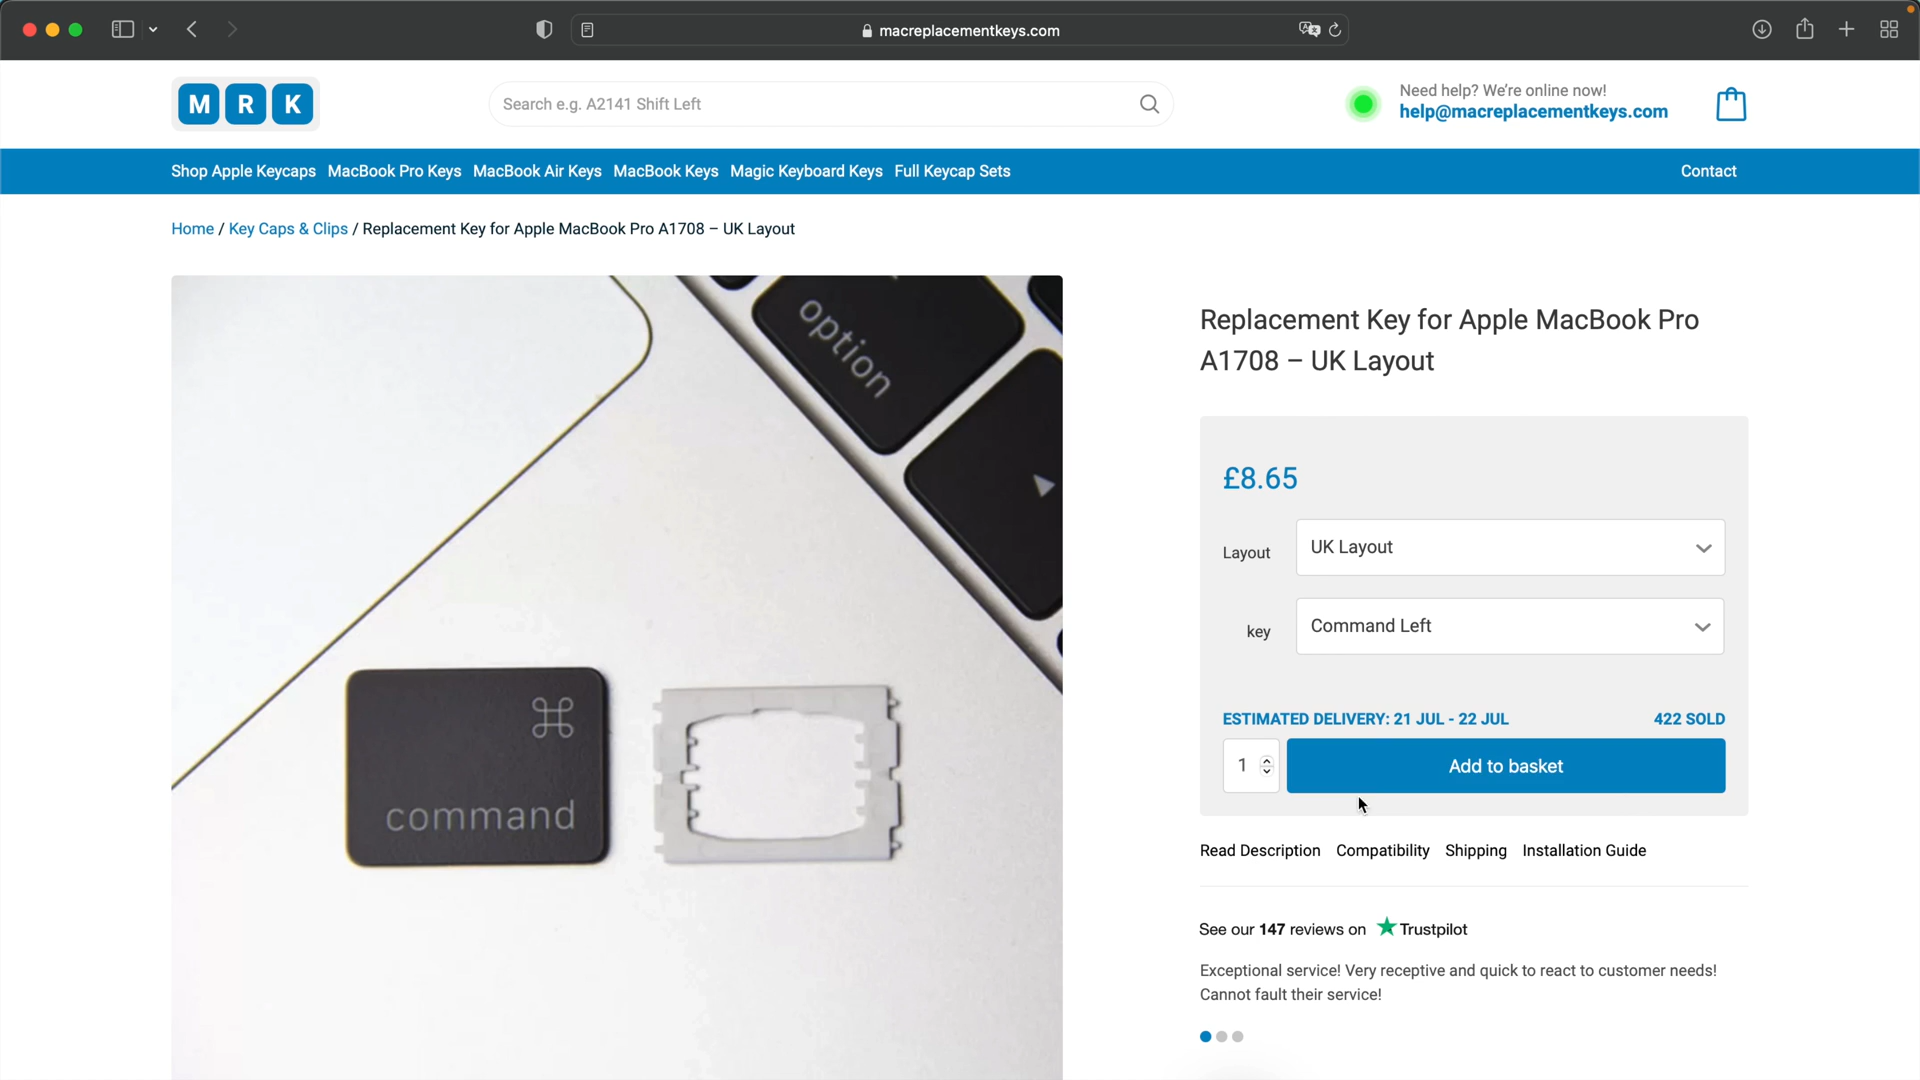 macreplacementkeys.com
M R K
Search e.g. A2141 Shift Left
Need help? We're online now!
help@macreplacementkeys.com
Shop Apple Keycaps MacBook Pro Keys MacBook Air Keys MacBook Keys Magic Keyboard Keys Full Keycap Sets Contact
Home / Key Caps & Clips / Replacement Key for Apple MacBook Pro A1708 – UK Layout
option
command
Replacement Key for Apple MacBook Pro
A1708 – UK Layout
£8.65
Layout UK Layout
key Command Left
ESTIMATED DELIVERY: 21 JUL - 22 JUL 422 SOLD
1 Add to basket
Read Description Compatibility Shipping Installation Guide
See our 147 reviews on Trustpilot
Exceptional service! Very receptive and quick to react to customer needs!
Cannot fault their service!